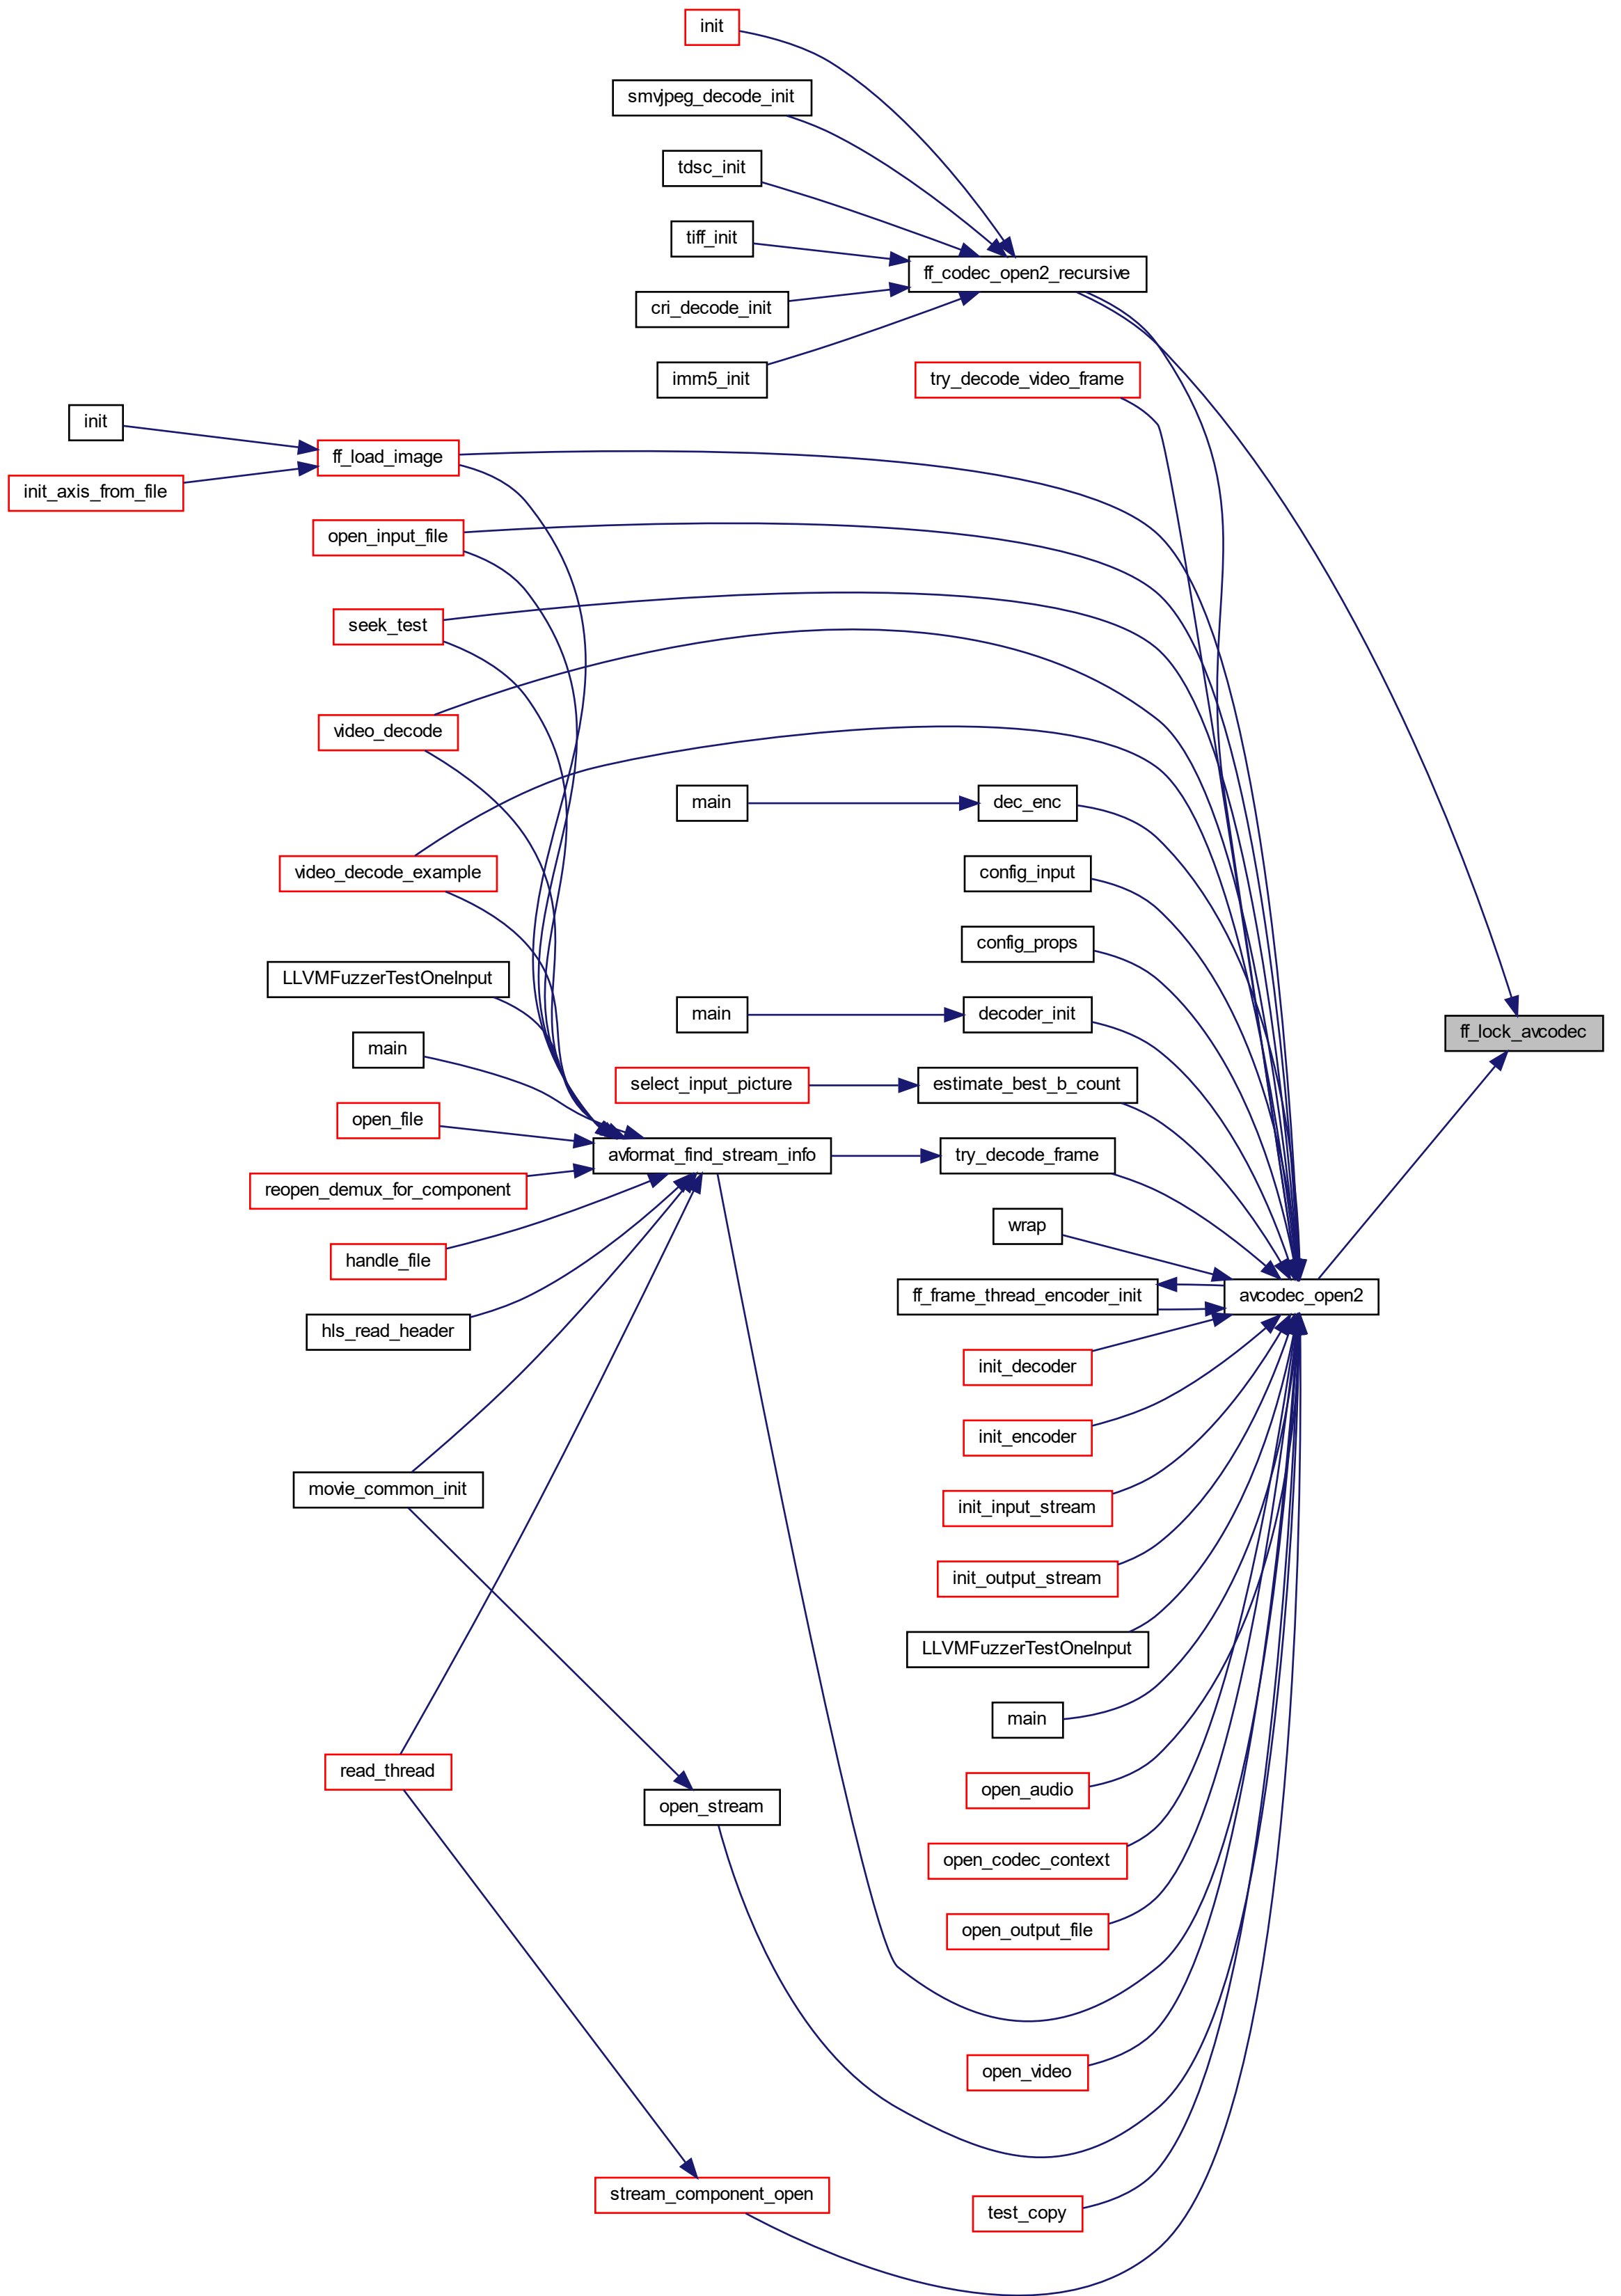 init
smvjpeg_decode_init
tdsc_init
tiff_init
ff_codec_open2_recursive
cri_decode_init
imm5_init
try_decode_video_frame
init
ff_load_image
init_axis_from_file
open_input_file
seek_test
video_decode
main
dec_enc
video_decode_example
config_input
config_props
LLVMFuzzerTestOneInput
main
decoder_init
ff_lock_avcodec
main
select_input_picture
estimate_best_b_count
open_file
avformat_find_stream_info
try_decode_frame
reopen_demux_for_component
wrap
handle_file
ff_frame_thread_encoder_init
avcodec_open2
hls_read_header
init_decoder
init_encoder
movie_common_init
init_input_stream
init_output_stream
LLVMFuzzerTestOneInput
main
read_thread
open_audio
open_stream
open_codec_context
open_output_file
open_video
stream_component_open
test_copy